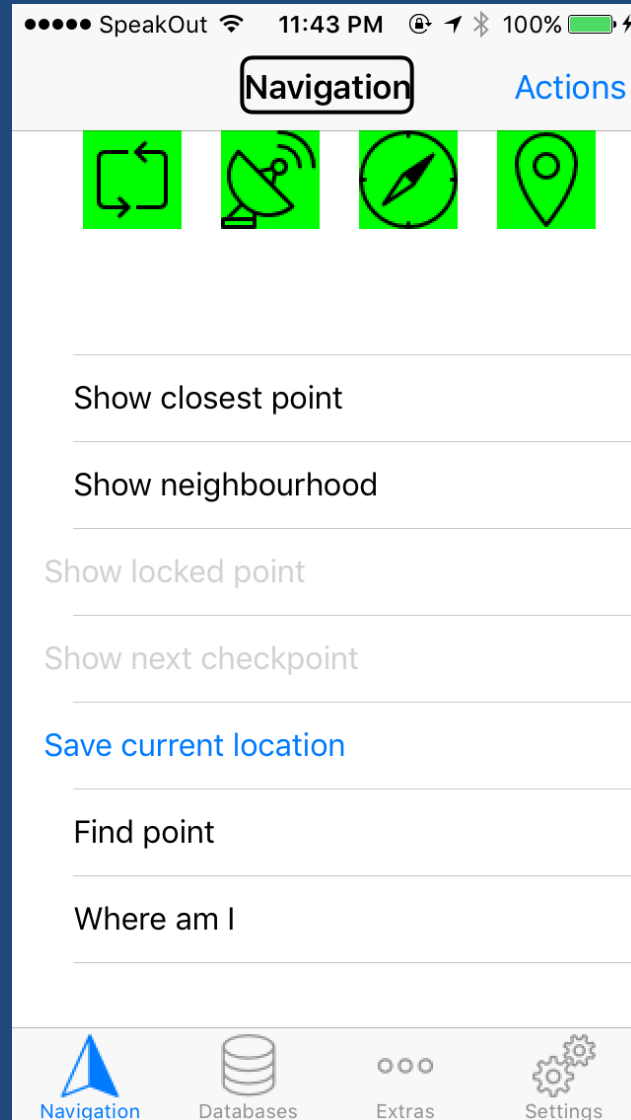 SpeakOut 11:43 PM 100%
Navigation Actions
Show closest point
Show neighbourhood
Show locked point
Show next checkpoint
Save current location
Find point
Where am I
Navigation Databases Extras Settings